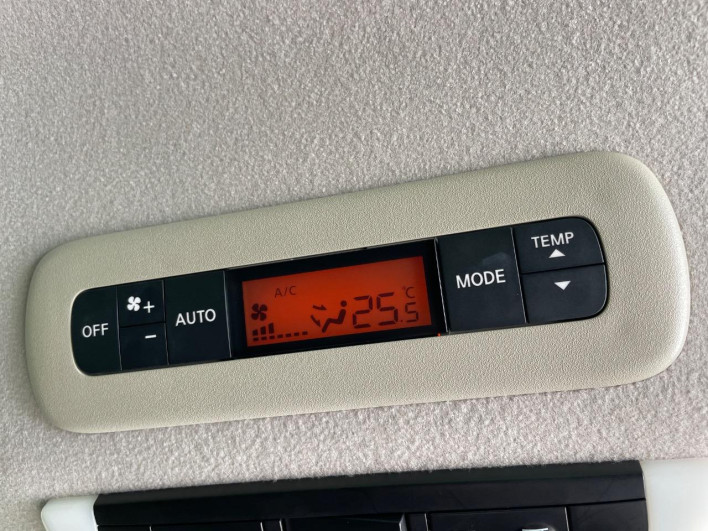 OFF
+
-
AUTO
A/C
25.5 °C
MODE
TEMP